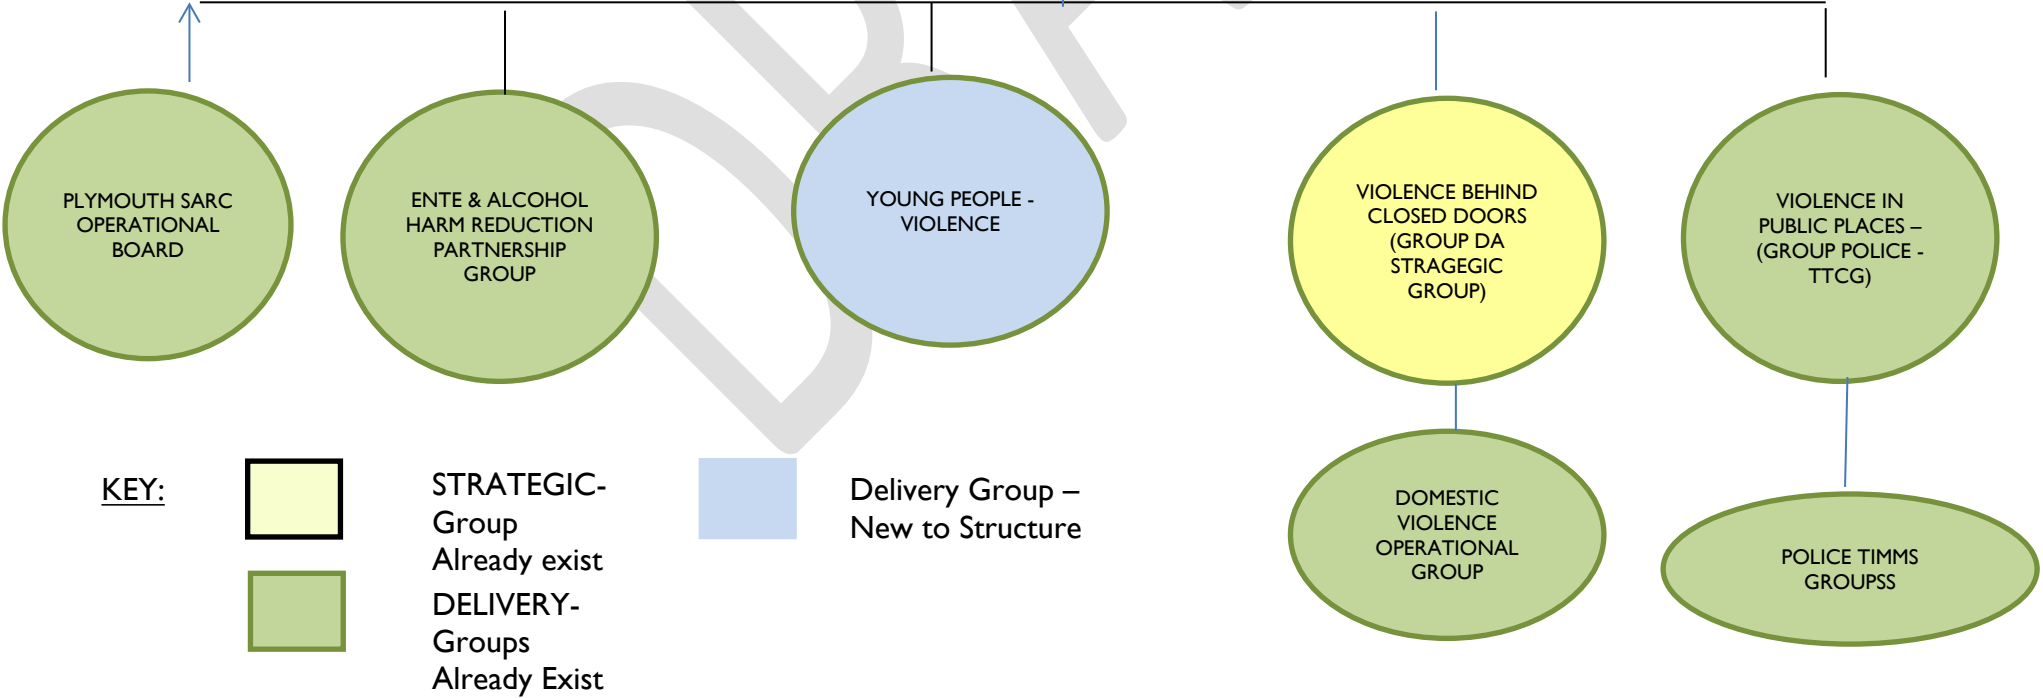 PLYMOUTH SARC
OPERATIONAL
BOARD
ENTE & ALCOHOL
HARM REDUCTION
PARTNERSHIP
GROUP
YOUNG PEOPLE -
VIOLENCE
VIOLENCE BEHIND
CLOSED DOORS
(GROUP DA
STRAGEGIC
GROUP)
VIOLENCE IN
PUBLIC PLACES –
(GROUP POLICE -
TTCG)
DOMESTIC
VIOLENCE
OPERATIONAL
GROUP
POLICE TIMMS
GROUPSS
KEY:
STRATEGIC-
Group
Already exist
DELIVERY-
Groups
Already Exist
Delivery Group –
New to Structure